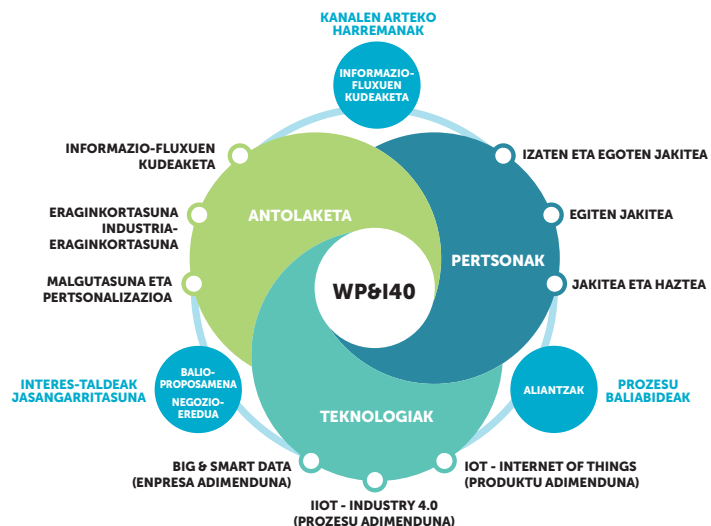 KANALEN ARTEKO
HARREMANAK
INFORMAZIO-
FLUXUEN
KUDEAKETA
INFORMAZIO-FLUXUEN
KUDEAKETA
IZATEN ETA EGOTEN JAKITEA
ERAGINKORTASUNA
INDUSTRIA-
ERAGINKORTASUNA
ANTOLAKETA
EGITEN JAKITEA
PERTSONAK
MALGUTASUNA ETA
PERTSONALIZAZIOA
WP&I40
JAKITEA ETA HAZTEA
INTERES-TALDEAK
JASANGARRITASUNA
BALIO-
PROPOSAMENA
NEGOZIO-
EREDUA
TEKNOLOGIAK
ALIANTZAK
PROZESU
BALIABIDEAK
BIG & SMART DATA
(ENPRESA ADIMENDUNA)
IOT - INTERNET OF THINGS
(PRODUKTU ADIMENDUNA)
IIOT - INDUSTRY 4.0
(PROZESU ADIMENDUNA)